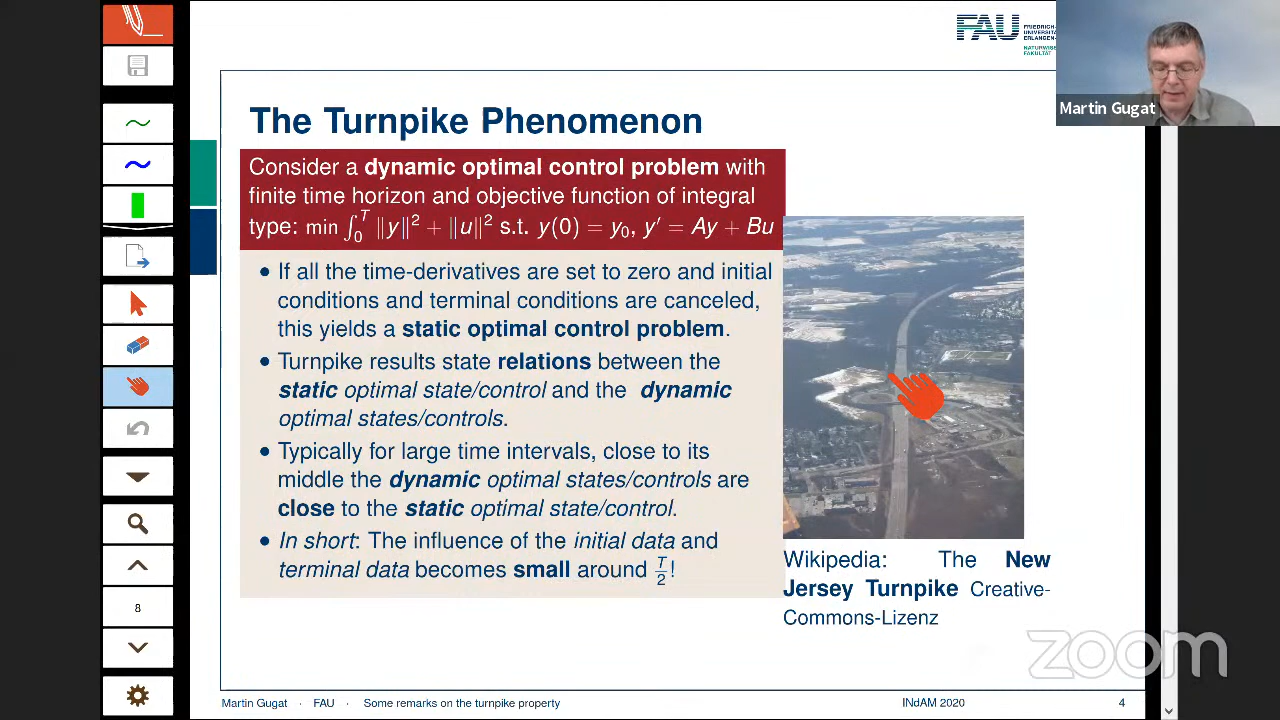 FAU
FRIEDRICH-
UNIVERSITÄ
ERLANGEN-
NATURWISS
FAKULTÄT
Martin Gugat
The Turnpike Phenomenon
Consider a dynamic optimal control problem with
finite time horizon and objective function of integral
type: min ∫₀ᵀ ‖y‖² + ‖u‖² s.t. y(0) = y₀, y′ = Ay + Bu
• If all the time-derivatives are set to zero and initial
conditions and terminal conditions are canceled,
this yields a static optimal control problem.
• Turnpike results state relations between the
static optimal state/control and the dynamic
optimal states/controls.
• Typically for large time intervals, close to its
middle the dynamic optimal states/controls are
close to the static optimal state/control.
• In short: The influence of the initial data and
terminal data becomes small around T/2!
Wikipedia: The New
Jersey Turnpike Creative-
Commons-Lizenz
8
zoom
Martin Gugat · FAU · Some remarks on the turnpike property INdAM 2020 4